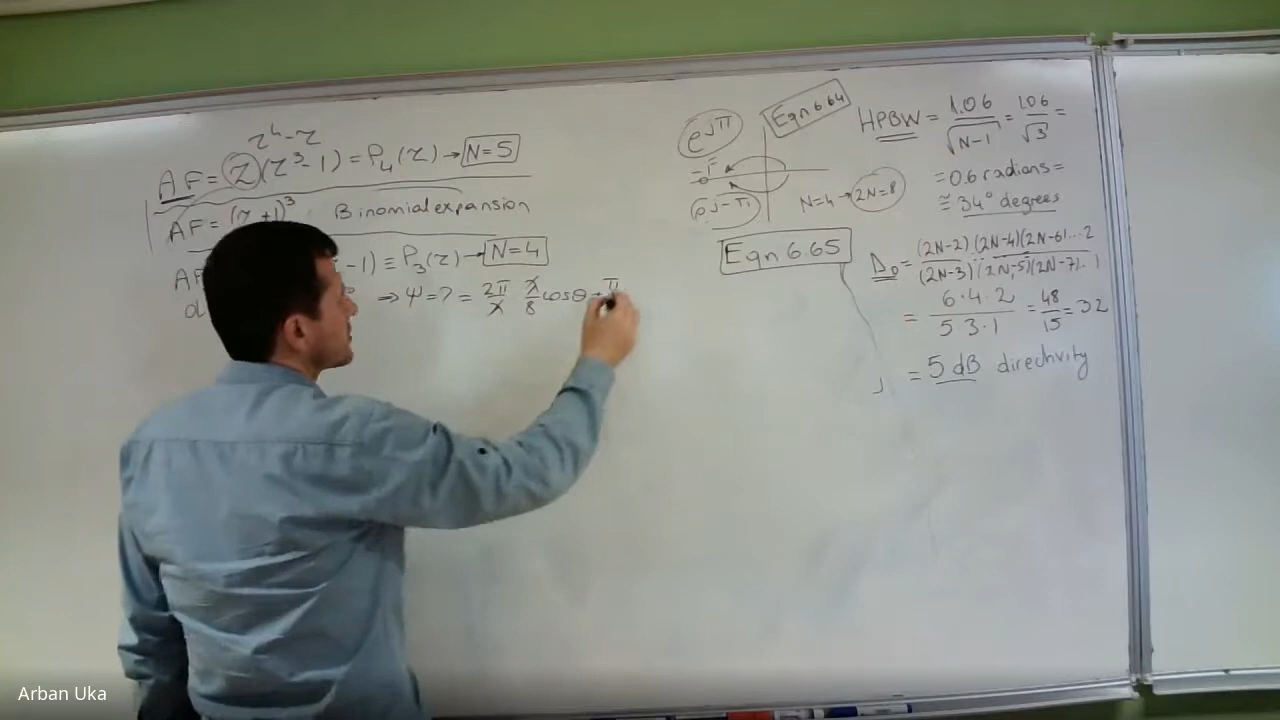 z⁴ - z
AF = z(z³ - 1) = P₄(z) → N=5
AF = (z+1)³ : Binomial expansion
-1) ≡ P₃(z) → N=4
⇒ Ψ = ? = 2π/λ λ/8 cosθ + π
e^jπ
Eqn 6.64
e^j-π
N=4 → 2N=8
Eqn 6.65
HPBW = 1.06/√(N-1) = 1.06/√3 =
= 0.6 radians =
≅ 34° degrees
D₀ = (2N-2)(2N-4)(2N-6)...2 / (2N-3)(2N-5)(2N-7)..1
= 6·4·2 / 5·3·1 = 48/15 = 3.2
= 5 dB directivity
Arban Uka